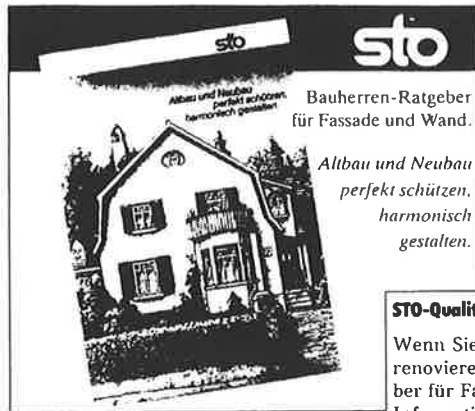 sto
sto
Altbau und Neubau
perfekt schützen,
harmonisch gestalten
Bauherren-Ratgeber
für Fassade und Wand.
Altbau und Neubau
perfekt schützen,
harmonisch
gestalten.
STO-Qualit
Wenn Sie
renoviere
ber für Fa